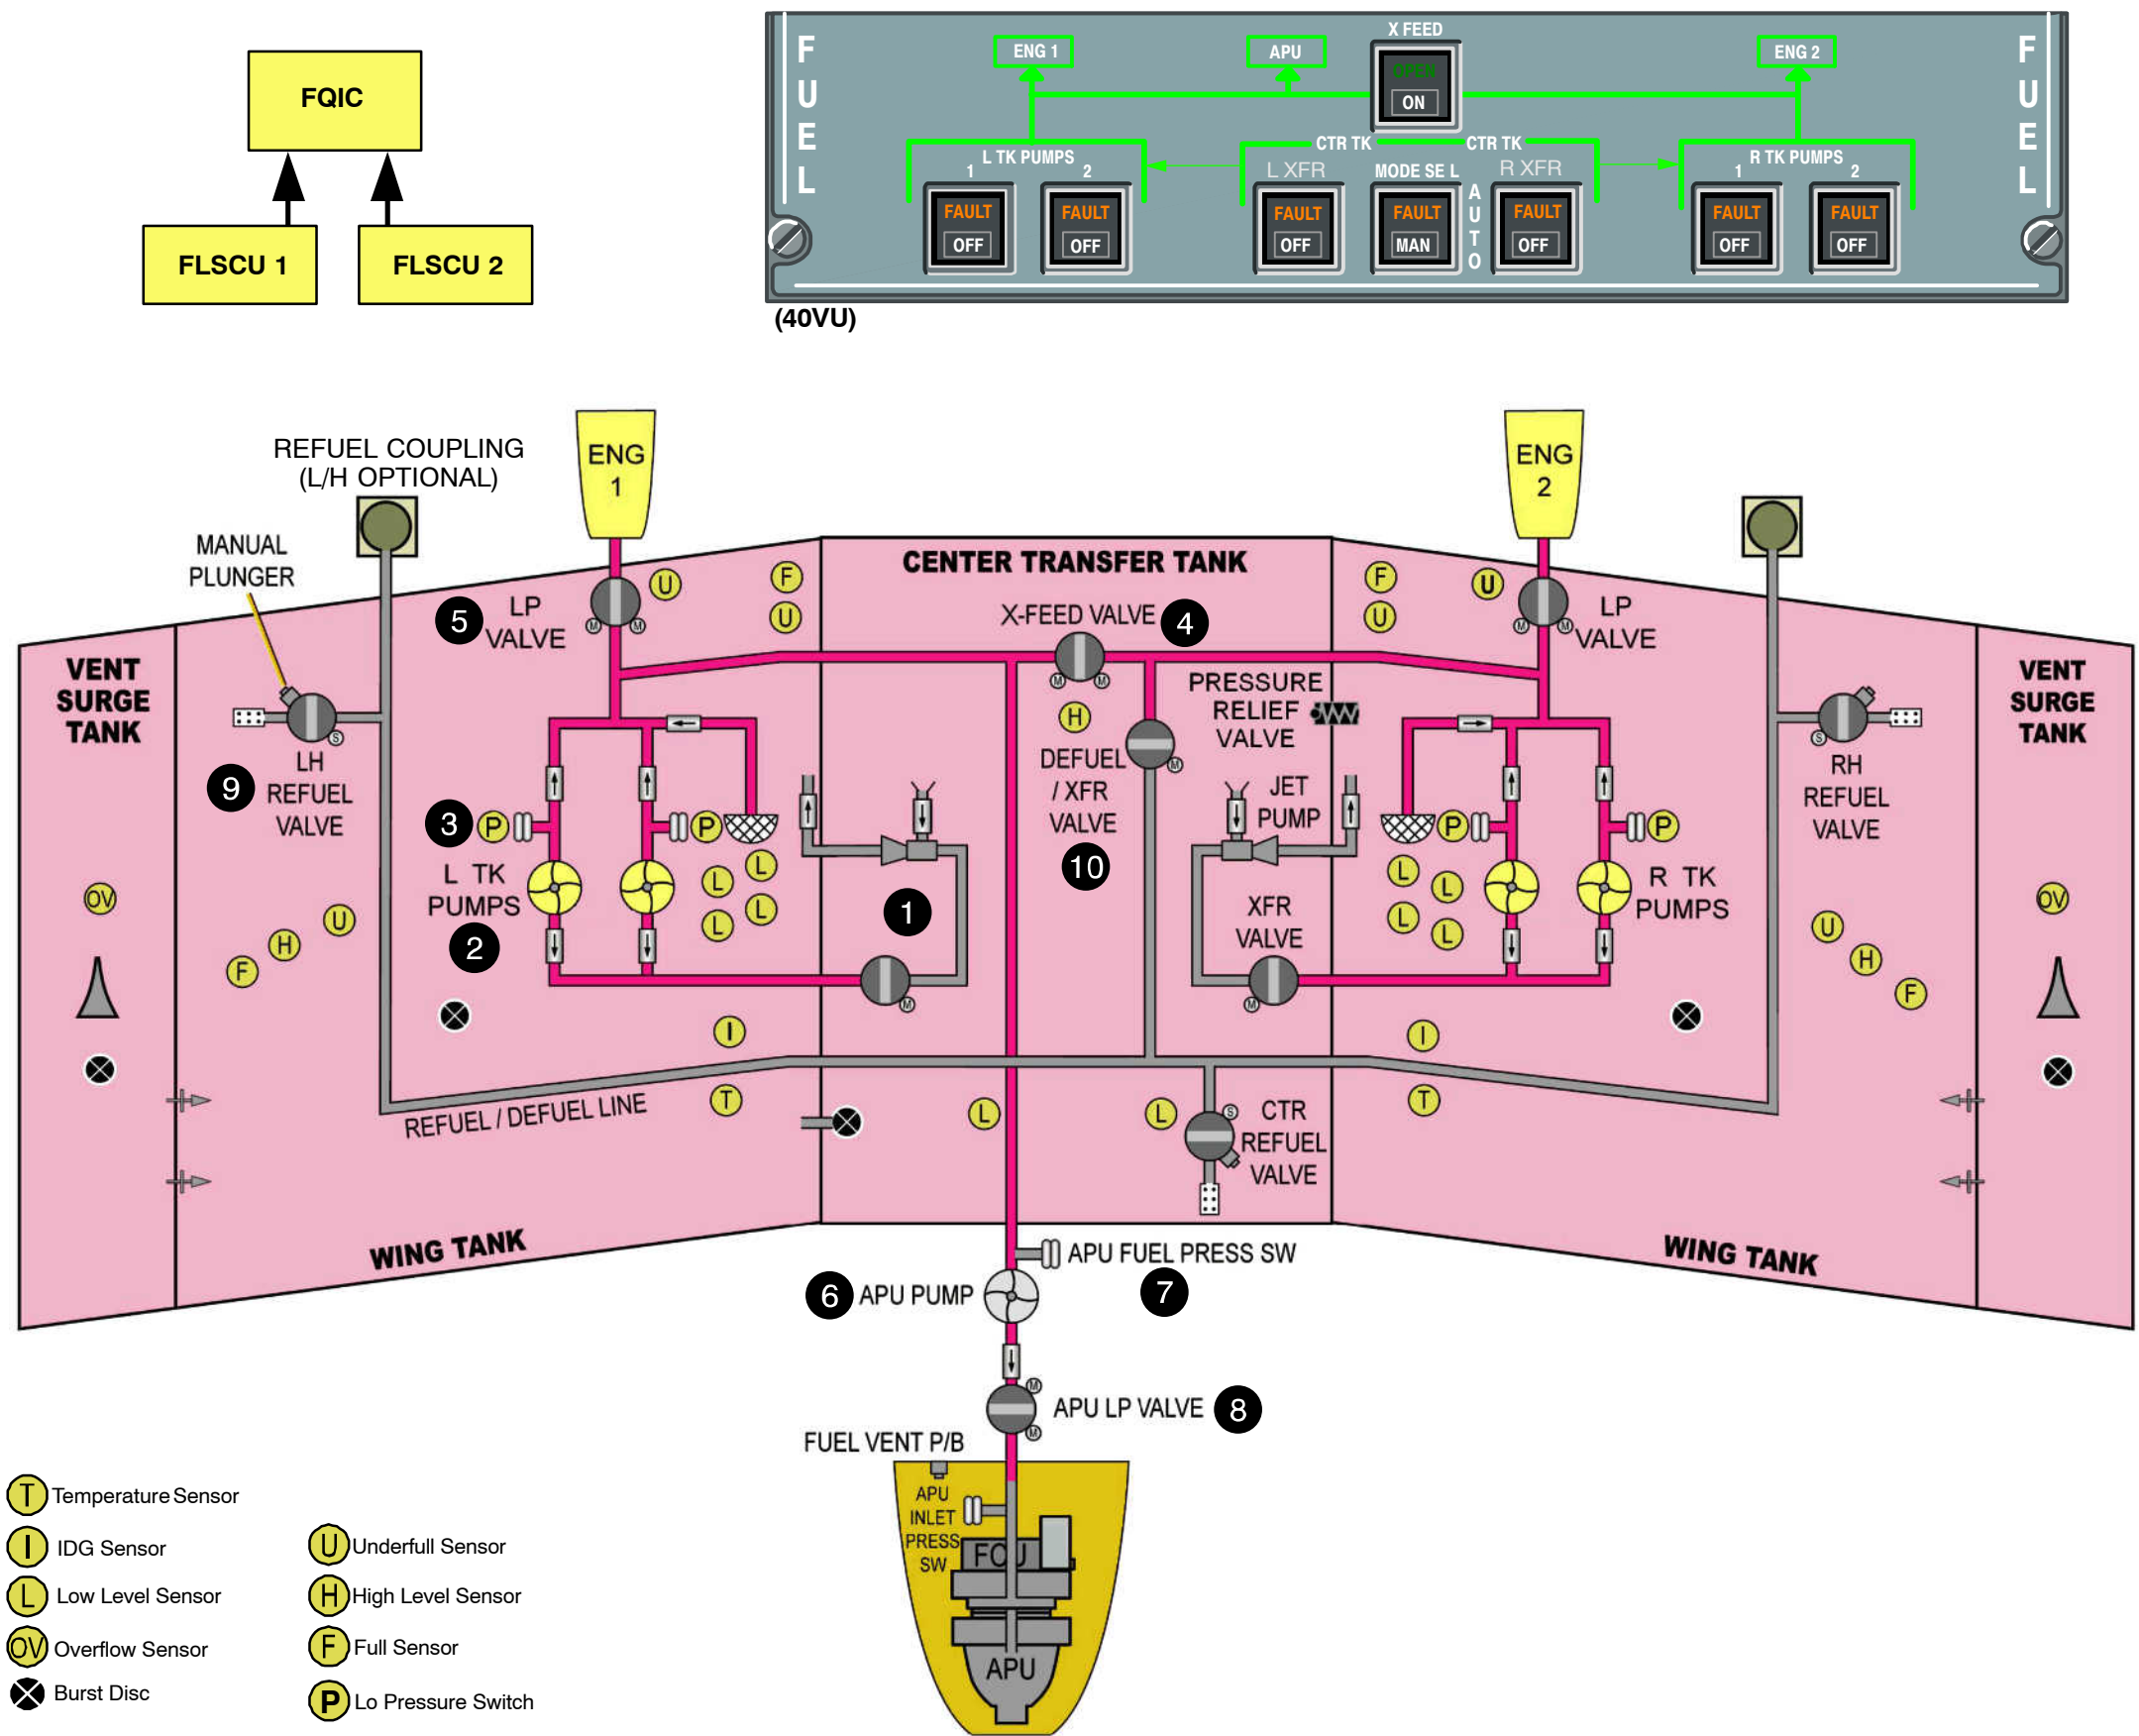 FQIC
FLSCU 1
FLSCU 2
FUEL
X FEED
ENG 1
APU
OPEN
ON
ENG 2
FUEL
CTR TK
CTR TK
L TK PUMPS
1
2
L XFR
MODE SE L
AUTO
R XFR
R TK PUMPS
1
2
FAULT
OFF
FAULT
OFF
FAULT
OFF
FAULT
MAN
FAULT
OFF
FAULT
OFF
FAULT
OFF
(40VU)
REFUEL COUPLING
(L/H OPTIONAL)
ENG
1
ENG
2
MANUAL
PLUNGER
CENTER TRANSFER TANK
U
F
U
F
U
U
5
LP
VALVE
M
M
X-FEED VALVE
4
M
M
LP
VALVE
M
M
VENT
SURGE
TANK
PRESSURE
RELIEF
VALVE
H
VENT
SURGE
TANK
S
LH
REFUEL
VALVE
9
DEFUEL
/ XFR
VALVE
M
10
JET
PUMP
S
RH
REFUEL
VALVE
3
P
P
P
P
L TK
PUMPS
2
L
L
L
L
1
XFR
VALVE
L
L
L
L
R TK
PUMPS
OV
U
H
F
M
M
OV
U
H
F
I
T
I
T
REFUEL / DEFUEL LINE
L
L
S
CTR
REFUEL
VALVE
WING TANK
WING TANK
APU FUEL PRESS SW
7
6
APU PUMP
M
APU LP VALVE
8
M
FUEL VENT P/B
APU
INLET
PRESS
SW
FCU
APU
T Temperature Sensor
I IDG Sensor
L Low Level Sensor
OV Overflow Sensor
Burst Disc
U Underfull Sensor
H High Level Sensor
F Full Sensor
P Lo Pressure Switch